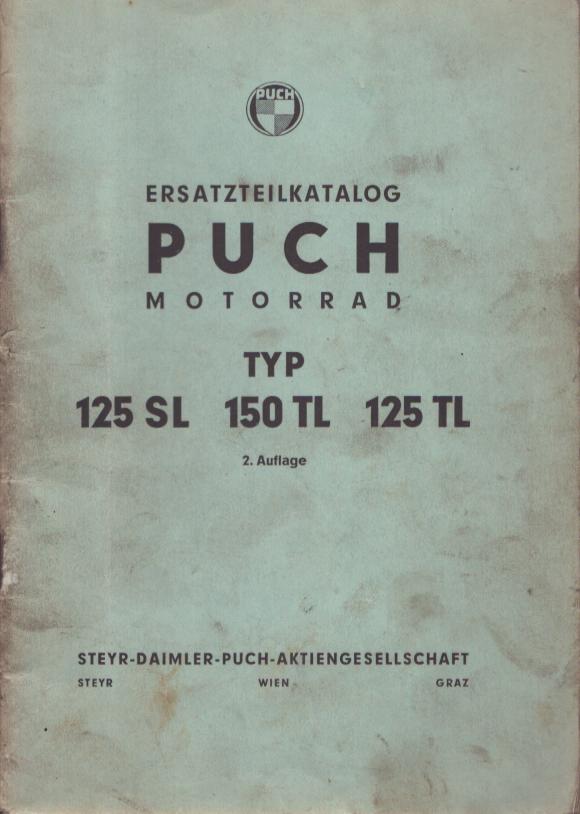 PUCH
ERSATZTEILKATALOG
PUCH
MOTORRAD
TYP
125 SL 150 TL 125 TL
2. Auflage
STEYR-DAIMLER-PUCH-AKTIENGESELLSCHAFT
STEYR WIEN GRAZ